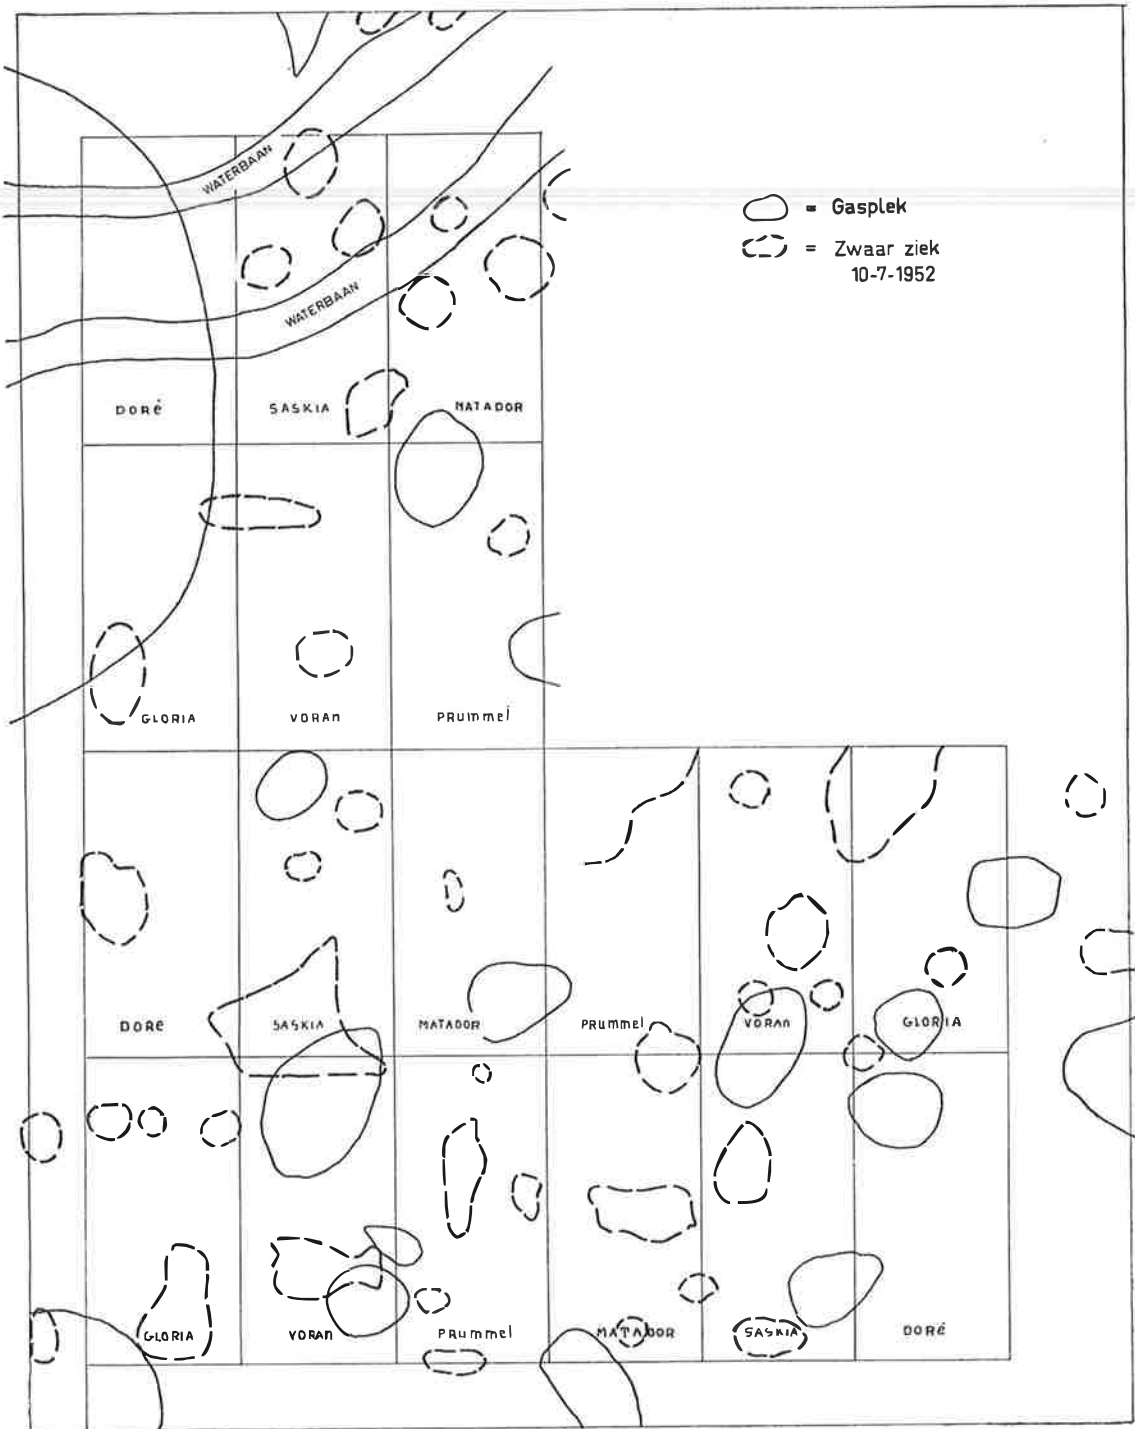 WATERBAAN
= Gasplek
= Zwaar ziek
10-7-1952
WATERBAAN
DORÉ SASKIA MATADOR
GLORIA VORAN PRUMMEL
DORE SASKIA MATADOR PRUMMEL VORAN GLORIA
GLORIA VORAN PRUMMEL MATADOR SASKIA DORÉ